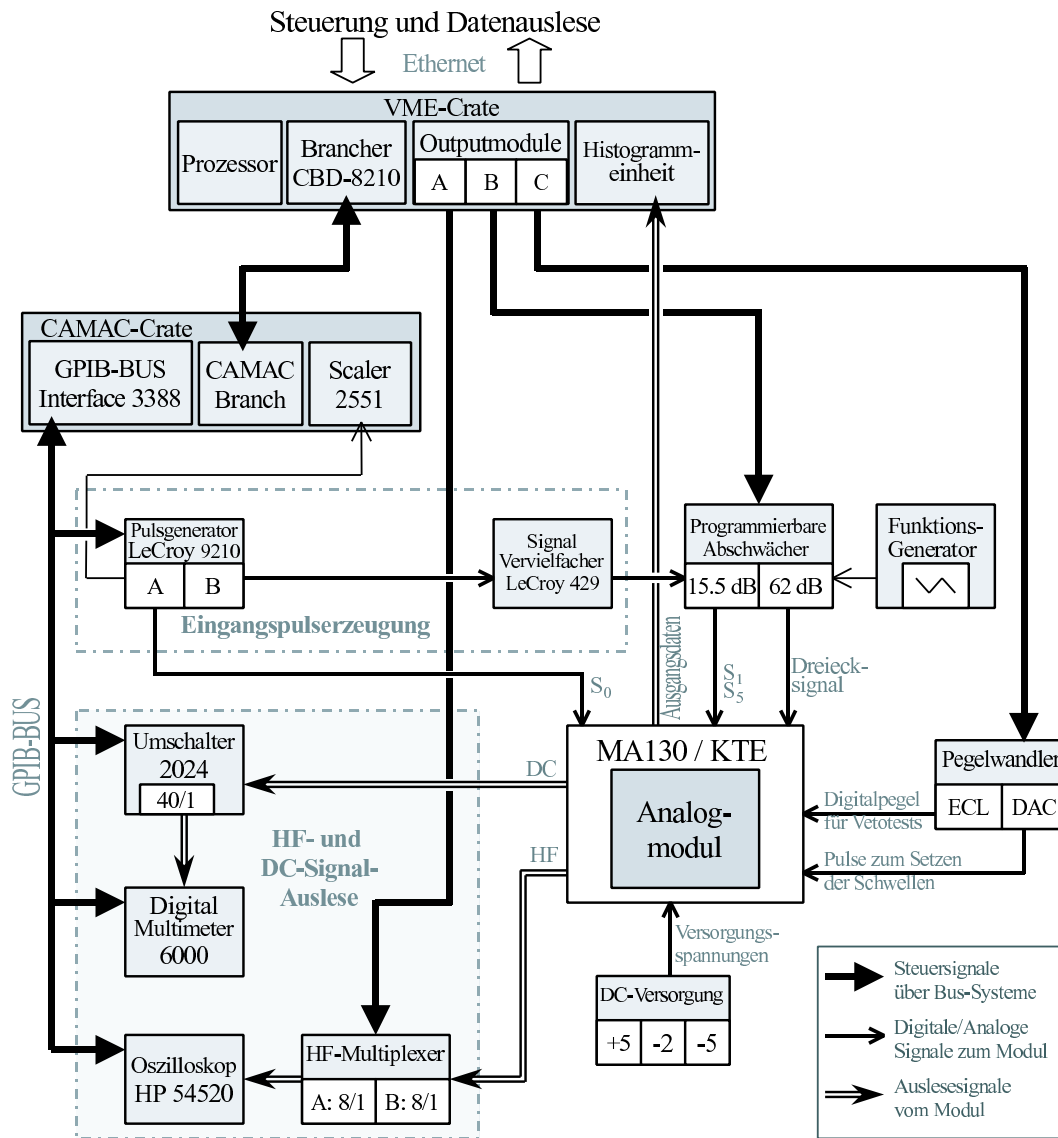 Steuerung und Datenauslese
Ethernet
VME-Crate
Prozessor
Brancher
CBD-8210
Outputmodule
A
B
C
Histogramm-
einheit
CAMAC-Crate
GPIB-BUS
Interface 3388
CAMAC
Branch
Scaler
2551
Pulsgenerator
LeCroy 9210
A
B
Signal
Vervielfacher
LeCroy 429
Programmierbare
Abschwächer
15.5 dB
62 dB
Funktions-
Generator
Eingangspulserzeugung
GPIB-BUS
S0
Ausgangsdaten
S1
S5
Dreieck-
signal
Umschalter
2024
40/1
DC
HF
HF- und
DC-Signal-
Auslese
MA130 / KTE
Analog-
modul
Pegelwandler
ECL
DAC
Digitalpegel
für Vetotests
Pulse zum Setzen
der Schwellen
Digital
Multimeter
6000
Versorgungs-
spannungen
DC-Versorgung
+5
-2
-5
Oszilloskop
HP 54520
HF-Multiplexer
A: 8/1
B: 8/1
Steuersignale
über Bus-Systeme
Digitale/Analoge
Signale zum Modul
Auslesesignale
vom Modul